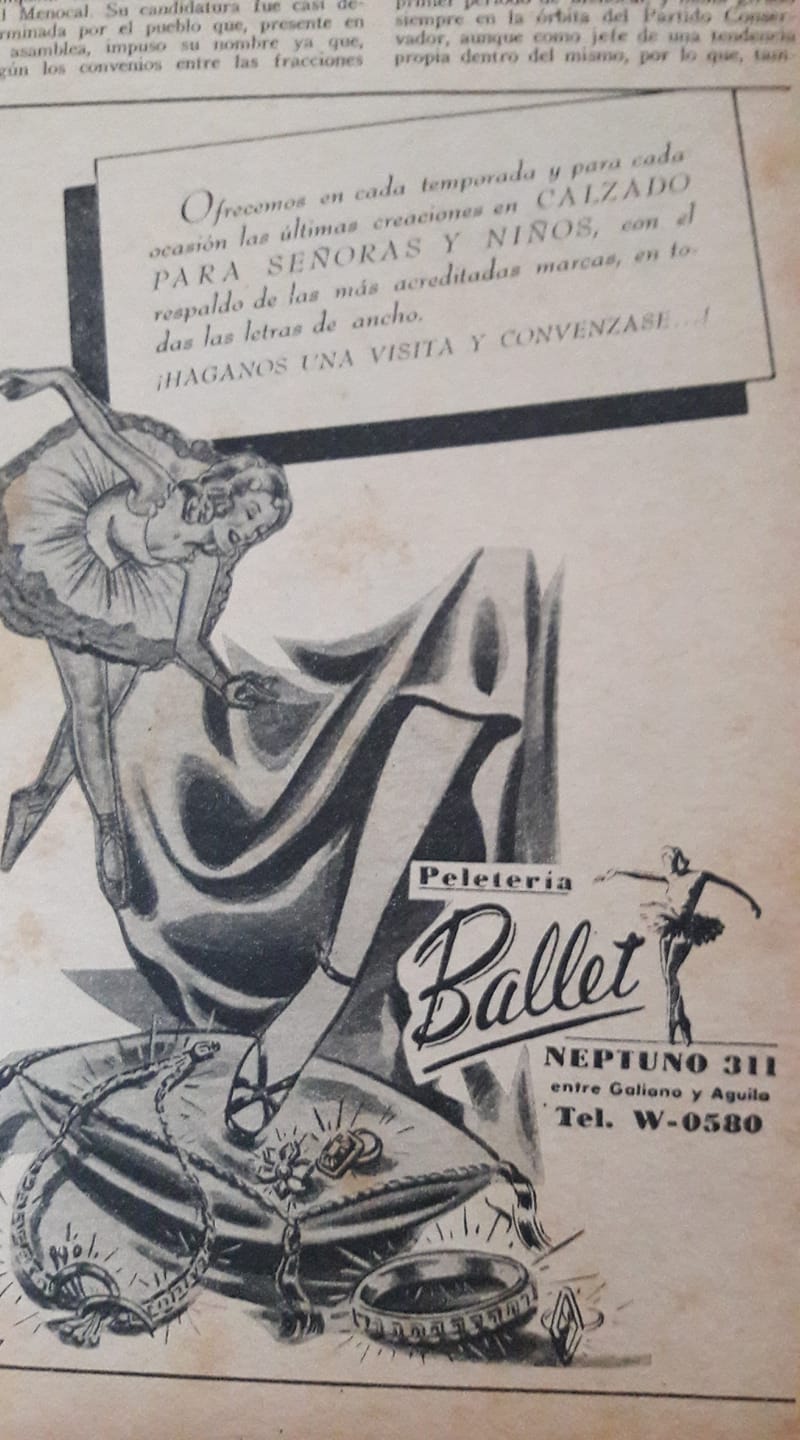 l Menocal. Su candidatura fue casi de-
rminada por el pueblo que, presente en
asamblea, impuso su nombre ya que,
gún los convenios entre las fracciones
siempre en la órbita del Partido Conser-
vador, aunque como jefe de una tendencia
propia dentro del mismo, por lo que, tam-
Ofrecemos en cada temporada y para cada
ocasión las últimas creaciones en CALZADO
PARA SEÑORAS Y NIÑOS, con el
respaldo de las más acreditadas marcas, en to-
das las letras de ancho.
¡HAGANOS UNA VISITA Y CONVENZASE...!
Peletería
Ballet
NEPTUNO 311
entre Galiano y Aguila
Tel. W-0580